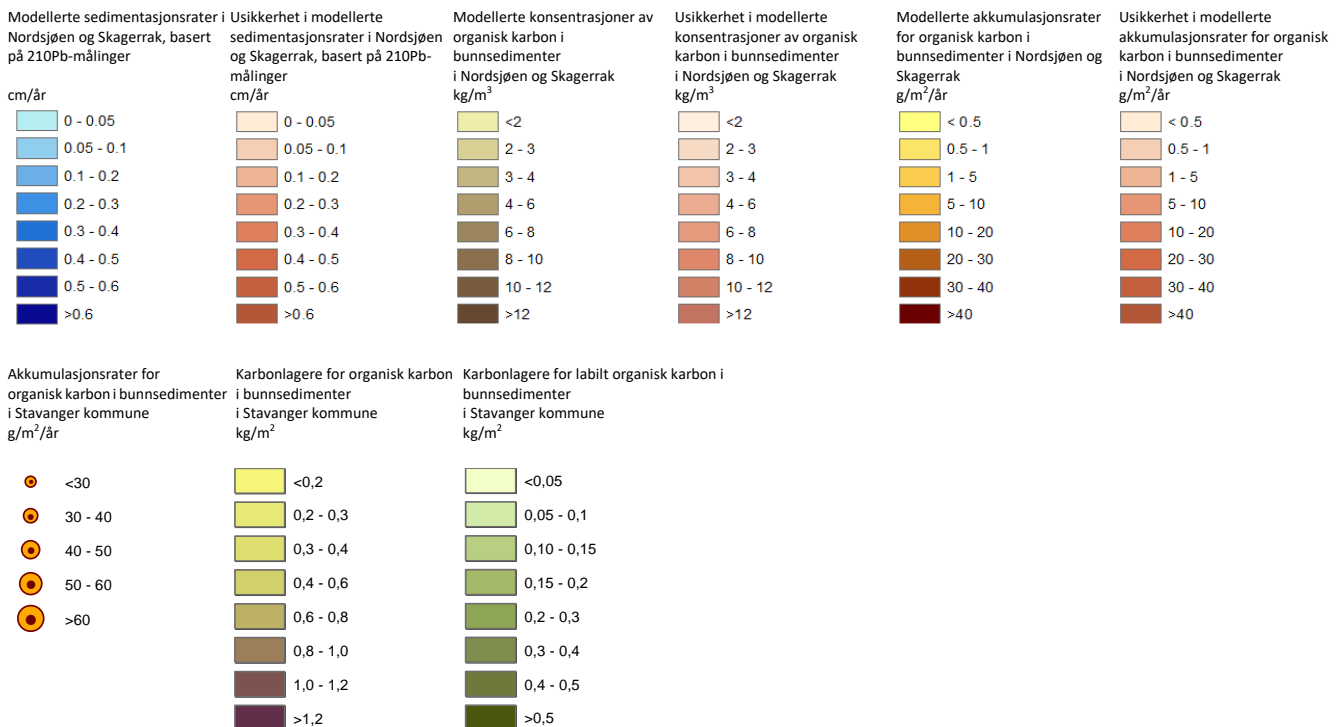 Modellerte sedimentasjonsrater i
Nordsjøen og Skagerrak, basert
på 210Pb-målinger
cm/år
0 - 0.05
0.05 - 0.1
0.1 - 0.2
0.2 - 0.3
0.3 - 0.4
0.4 - 0.5
0.5 - 0.6
>0.6
Usikkerhet i modellerte
sedimentasjonsrater i Nordsjøen
og Skagerrak, basert på 210Pb-
målinger
cm/år
0 - 0.05
0.05 - 0.1
0.1 - 0.2
0.2 - 0.3
0.3 - 0.4
0.4 - 0.5
0.5 - 0.6
>0.6
Modellerte konsentrasjoner av
organisk karbon i
bunnsedimenter
i Nordsjøen og Skagerrak
kg/m³
<2
2 - 3
3 - 4
4 - 6
6 - 8
8 - 10
10 - 12
>12
Usikkerhet i modellerte
konsentrasjoner av organisk
karbon i bunnsedimenter
i Nordsjøen og Skagerrak
kg/m³
<2
2 - 3
3 - 4
4 - 6
6 - 8
8 - 10
10 - 12
>12
Modellerte akkumulasjonsrater
for organisk karbon i
bunnsedimenter i Nordsjøen og
Skagerrak
g/m²/år
< 0.5
0.5 - 1
1 - 5
5 - 10
10 - 20
20 - 30
30 - 40
>40
Usikkerhet i modellerte
akkumulasjonsrater for organisk
karbon i bunnsedimenter
i Nordsjøen og Skagerrak
g/m²/år
< 0.5
0.5 - 1
1 - 5
5 - 10
10 - 20
20 - 30
30 - 40
>40
Akkumulasjonsrater for
organisk karbon i bunnsedimenter
i Stavanger kommune
g/m²/år
<30
30 - 40
40 - 50
50 - 60
>60
Karbonlagere for organisk karbon
i bunnsedimenter
i Stavanger kommune
kg/m²
<0,2
0,2 - 0,3
0,3 - 0,4
0,4 - 0,6
0,6 - 0,8
0,8 - 1,0
1,0 - 1,2
>1,2
Karbonlagere for labilt organisk karbon i
bunnsedimenter
i Stavanger kommune
kg/m²
<0,05
0,05 - 0,1
0,10 - 0,15
0,15 - 0,2
0,2 - 0,3
0,3 - 0,4
0,4 - 0,5
>0,5